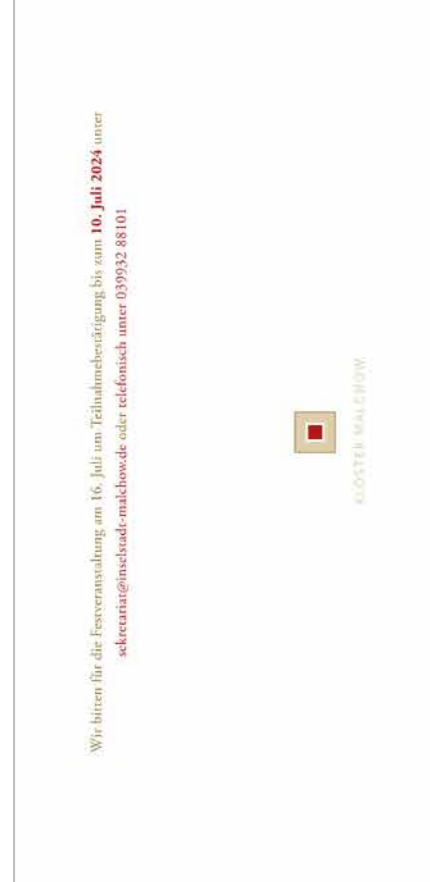 Wir bitten für die Festveranstaltung am 16. Juli um Teilnahmebestätigung bis zum 10. Juli 2024 unter
sekretariat@inselstadt-malchow.de oder telefonisch unter 039932 88101
KLOSTER MALCHOW